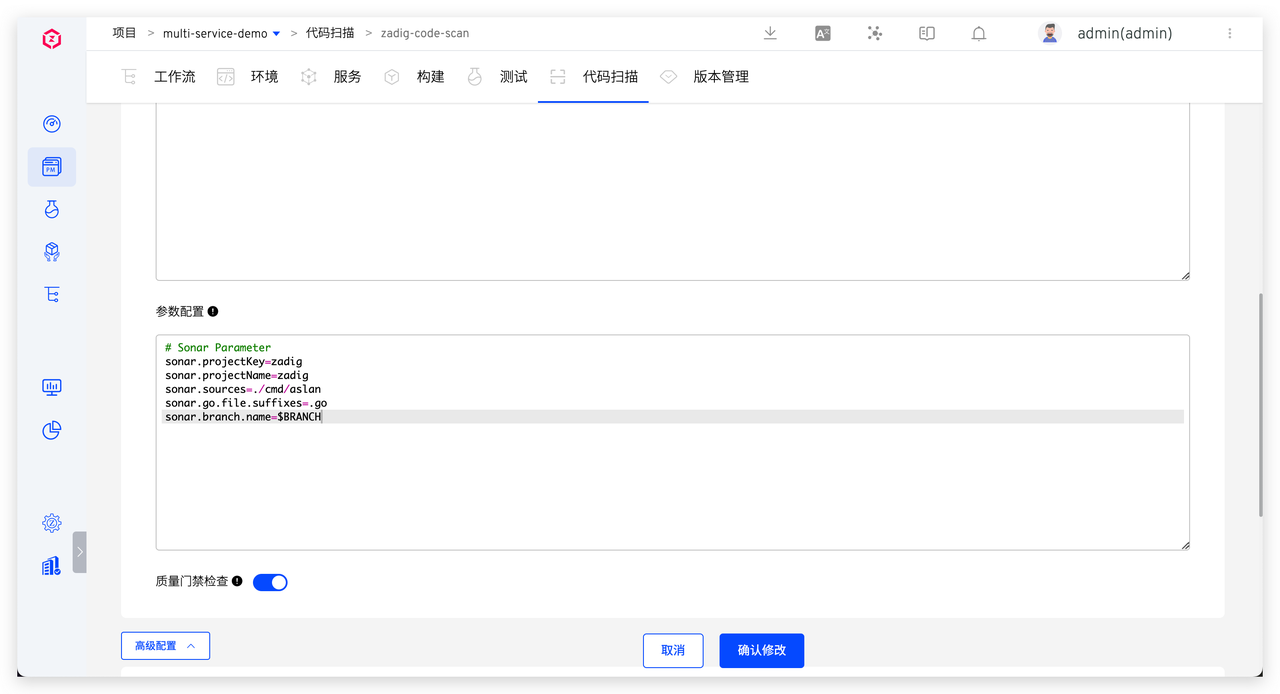 项目 > multi-service-demo > 代码扫描 > zadig-code-scan
admin(admin)
工作流 环境 服务 构建 测试 代码扫描 版本管理
PM
参数配置
# Sonar Parameter
sonar.projectKey=zadig
sonar.projectName=zadig
sonar.sources=./cmd/aslan
sonar.go.file.suffixes=.go
sonar.branch.name=$BRANCH
质量门禁检查
高级配置
取消
确认修改